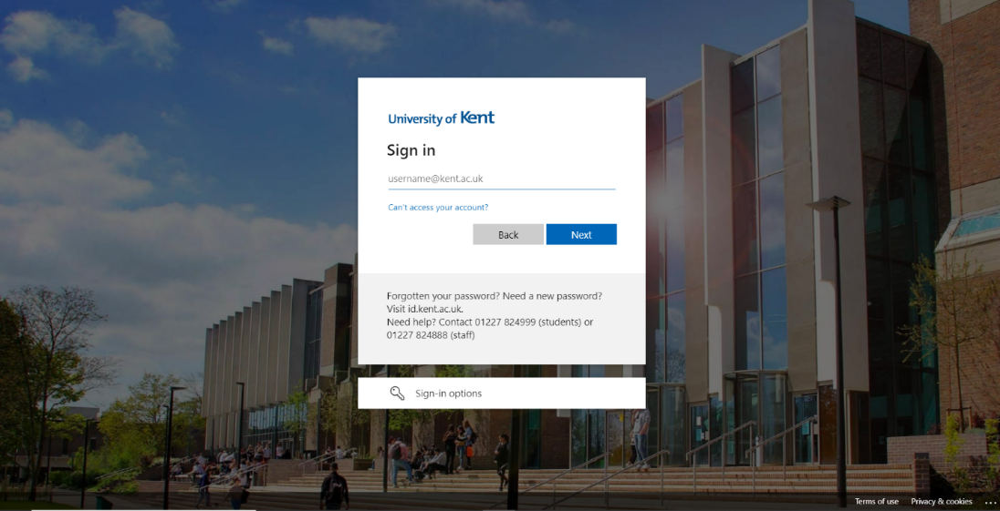 University of Kent
Sign in
username@kent.ac.uk
Can't access your account?
Back
Next
Forgotten your password? Need a new password?
Visit id.kent.ac.uk.
Need help? Contact 01227 824999 (students) or
01227 824888 (staff)
Sign-in options
Terms of use
Privacy & cookies
...